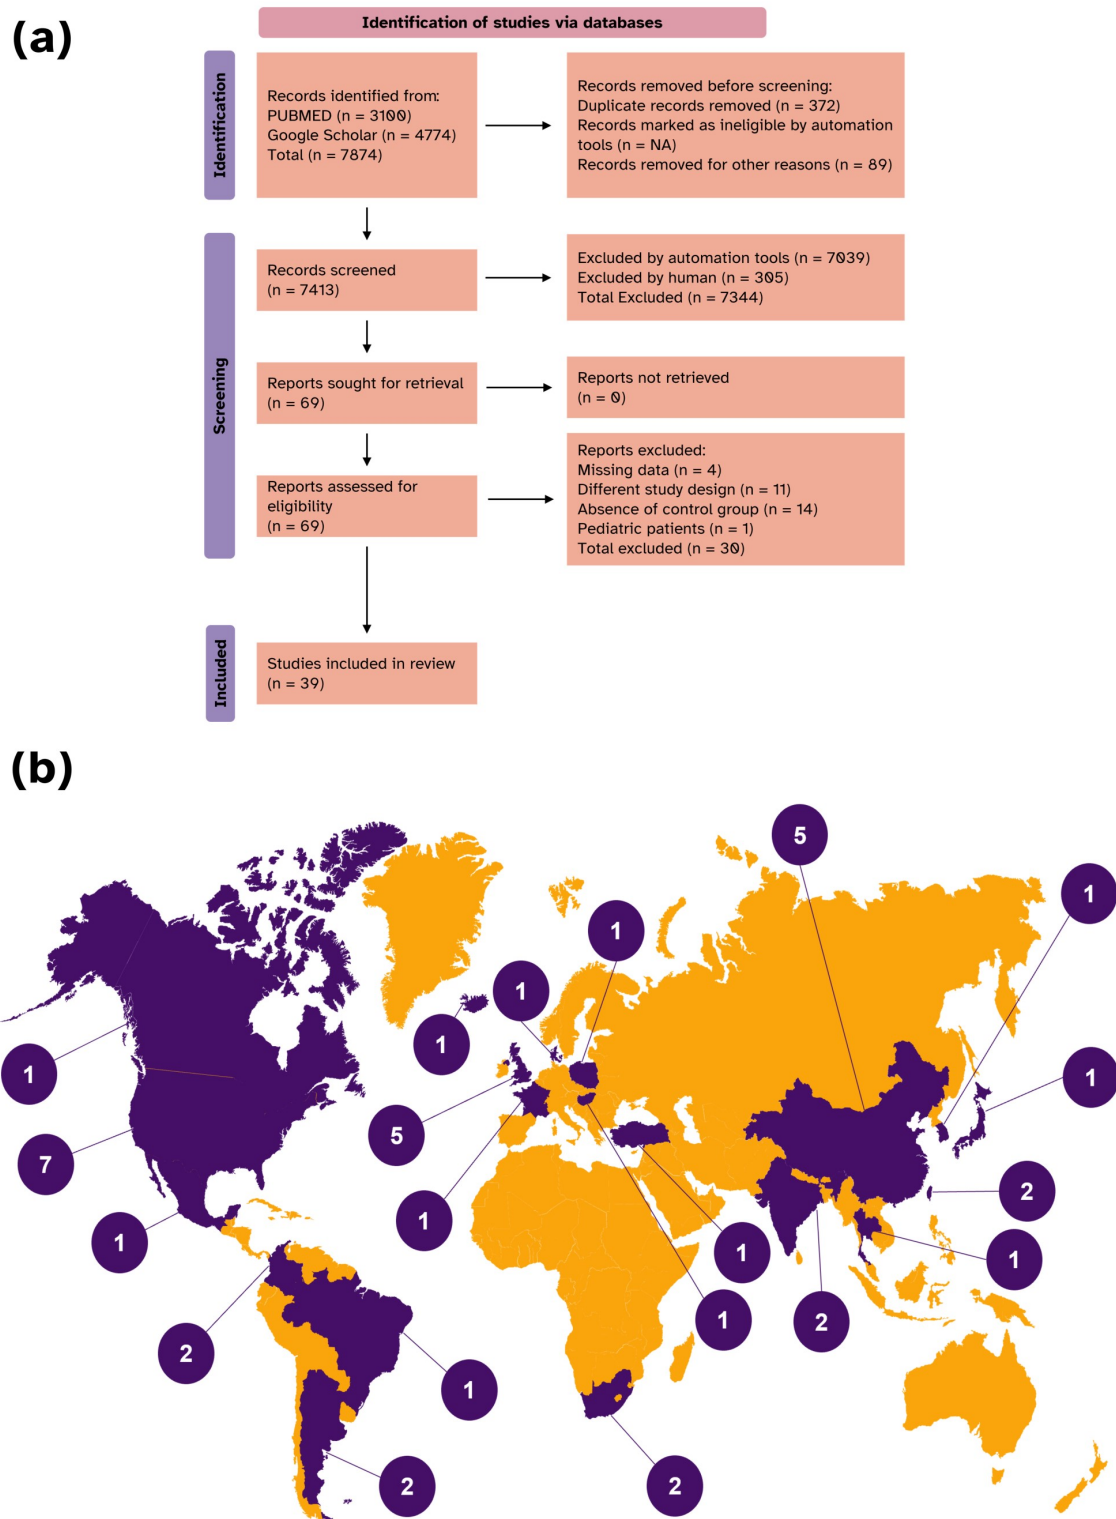 (a)
Identification of studies via databases
Identification
Records identified from:
PUBMED (n = 3100)
Google Scholar (n = 4774)
Total (n = 7874)
Records removed before screening:
Duplicate records removed (n = 372)
Records marked as ineligible by automation
tools (n = NA)
Records removed for other reasons (n = 89)
Screening
Records screened
(n = 7413)
Excluded by automation tools (n = 7039)
Excluded by human (n = 305)
Total Excluded (n = 7344)
Reports sought for retrieval
(n = 69)
Reports not retrieved
(n = 0)
Reports assessed for
eligibility
(n = 69)
Reports excluded:
Missing data (n = 4)
Different study design (n = 11)
Absence of control group (n = 14)
Pediatric patients (n = 1)
Total excluded (n = 30)
Included
Studies included in review
(n = 39)
(b)
5
1
1
1
1
1
1
5
7
2
1
1
1
1
1
2
2
1
2
2